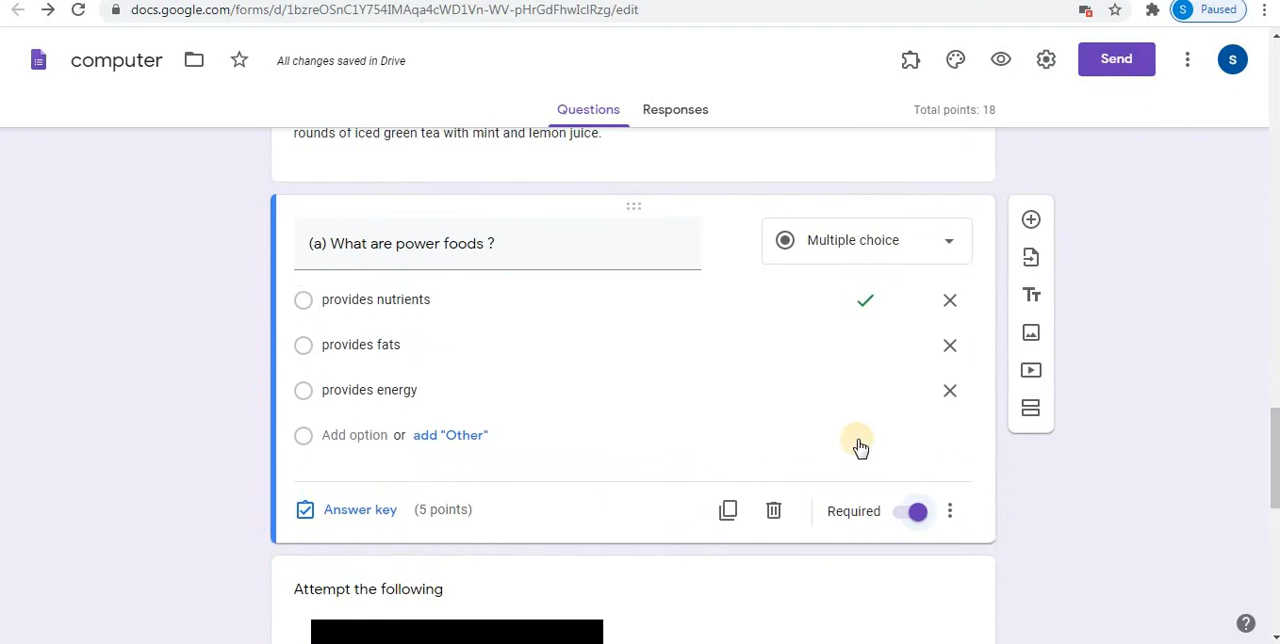 docs.google.com/forms/d/1bzreOSnC1Y754IMAqa4cWD1Vn-WV-pHrGdFhwIclRzg/edit
S
Paused
computer
All changes saved in Drive
Send
S
Questions
Responses
Total points: 18
rounds of iced green tea with mint and lemon juice.
(a) What are power foods ?
Multiple choice
provides nutrients
provides fats
Tт
provides energy
Add option or add "Other"
Answer key (5 points)
Required
Attempt the following